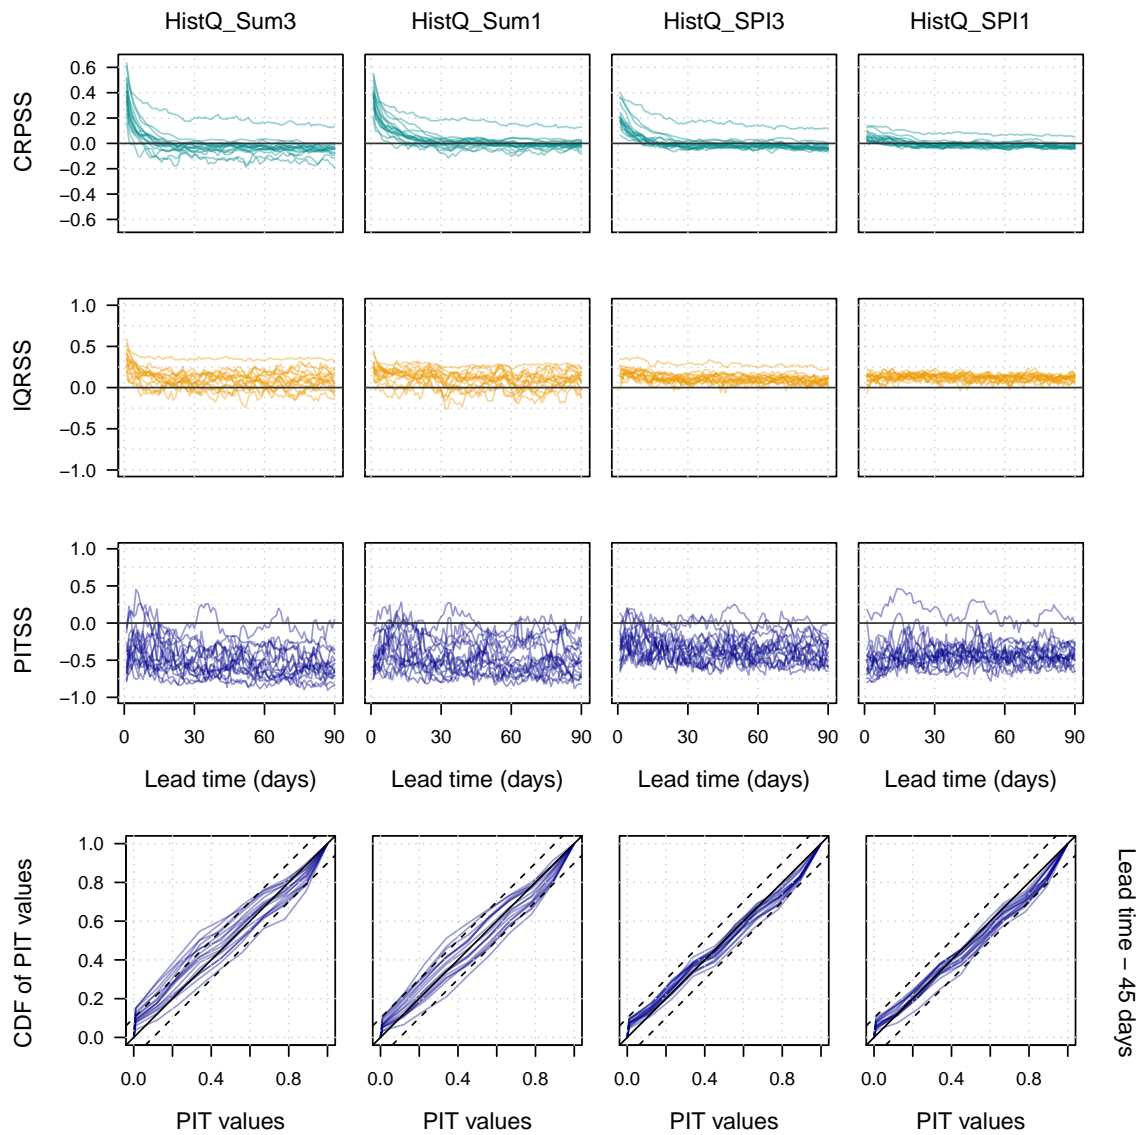 HistQ_Sum3 HistQ_Sum1 HistQ_SPI3 HistQ_SPI1
CRPSS
0.6
0.4
0.2
0.0
−0.2
−0.4
−0.6
IQRSS
1.0
0.5
0.0
−0.5
−1.0
PITSS
1.0
0.5
0.0
−0.5
−1.0
0 30 60 90 0 30 60 90 0 30 60 90 0 30 60 90
Lead time (days) Lead time (days) Lead time (days) Lead time (days)
CDF of PIT values
1.0
0.8
0.6
0.4
0.2
0.0
0.0 0.4 0.8 0.0 0.4 0.8 0.0 0.4 0.8 0.0 0.4 0.8
PIT values PIT values PIT values PIT values
Lead time − 45 days